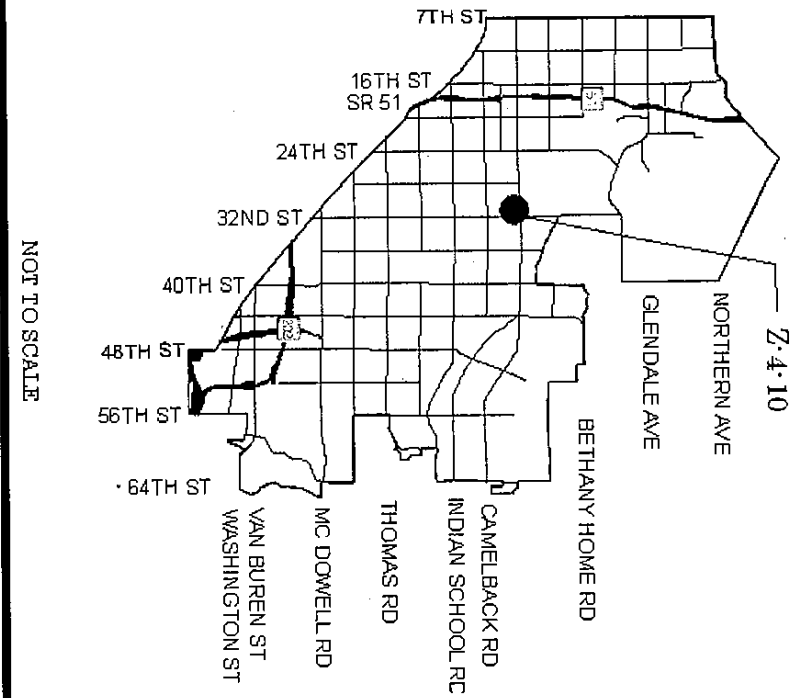 7TH ST
16TH ST
SR 51
24TH ST
32ND ST
40TH ST
48TH ST
56TH ST
64TH ST
NOT TO SCALE
51
202
Z-4-10
NORTHERN AVE
GLENDALE AVE
BETHANY HOME RD
CAMELBACK RD
INDIAN SCHOOL RD
THOMAS RD
MC DOWELL RD
VAN BUREN ST
WASHINGTON ST